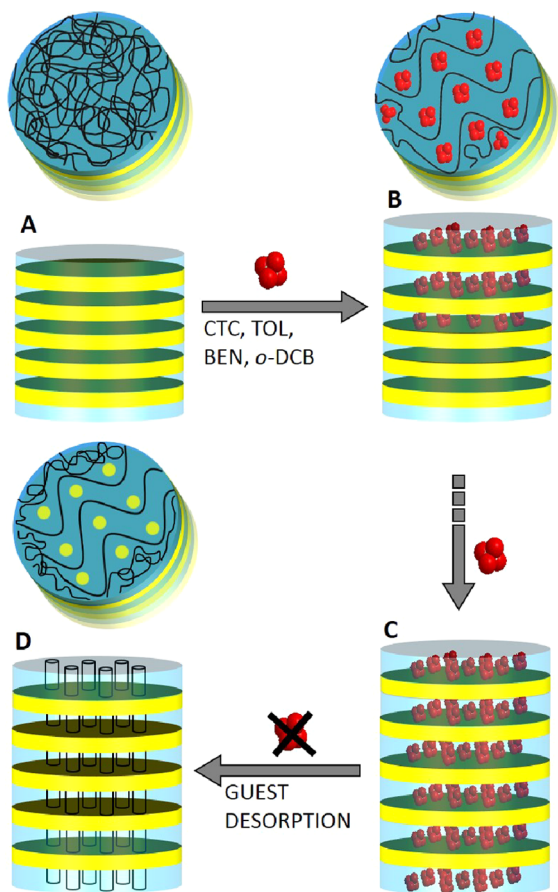 A
B
CTC, TOL,
BEN, o-DCB
D
C
GUEST
DESORPTION